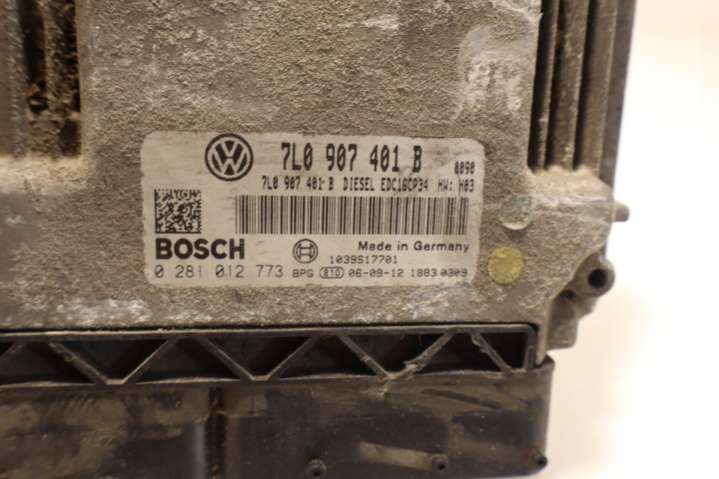 7L0 907 401 B 8090
7L0 907 401 B DIESEL EDC16CP34 HW: H03
BOSCH
Made in Germany
1039S17701
0 281 012 773 BPG 810 06-09-12 1883 0309